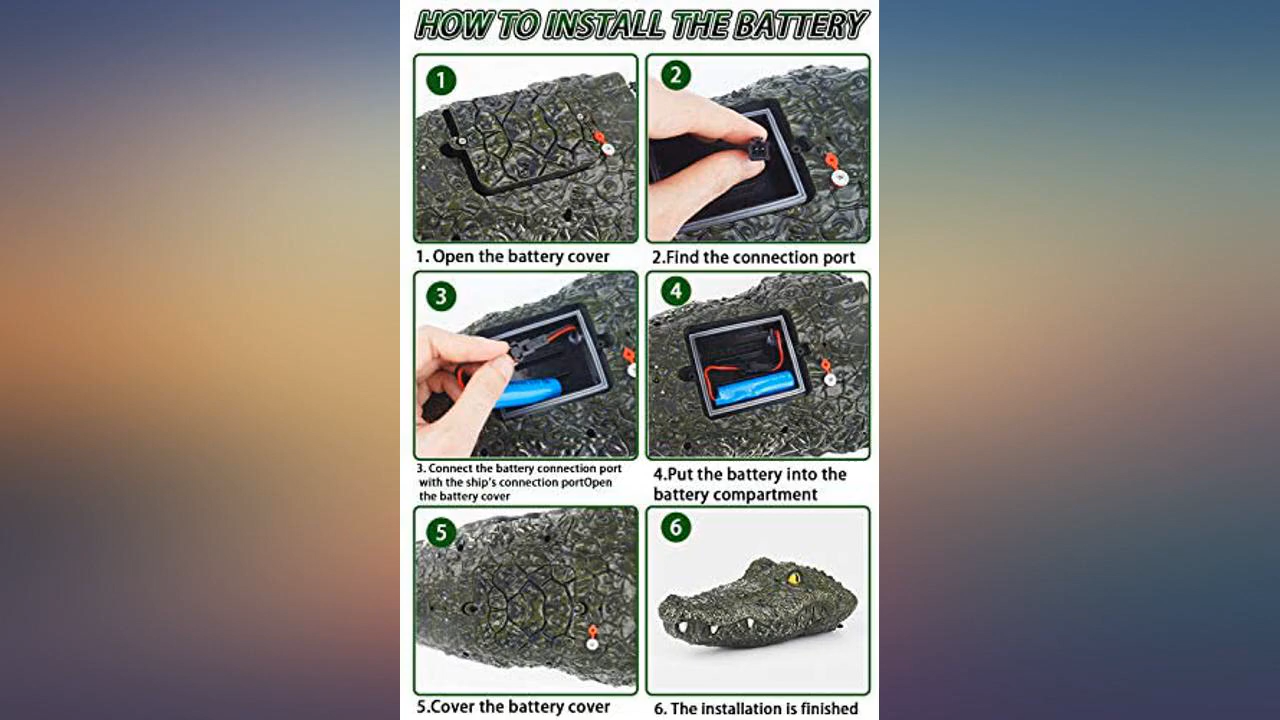 HOW TO INSTALL THE BATTERY
1
2
1. Open the battery cover
2.Find the connection port
3
4
3. Connect the battery connection port
with the ship's connection portOpen
the battery cover
4.Put the battery into the
battery compartment
5
6
5.Cover the battery cover
6. The installation is finished